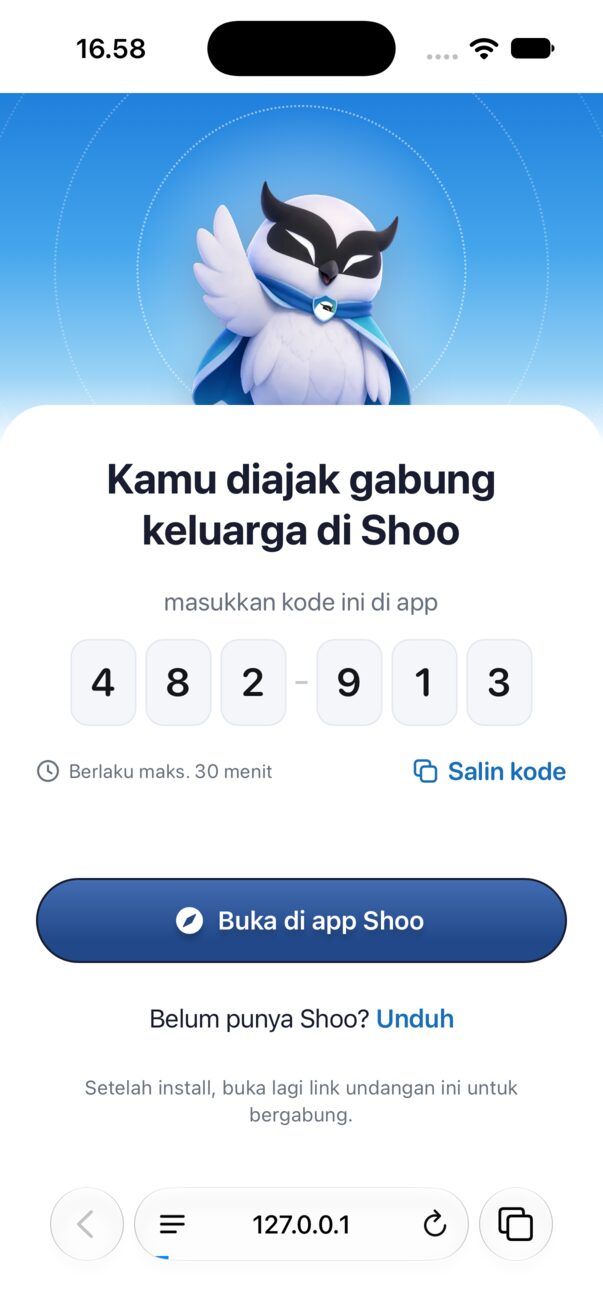 16.58
Kamu diajak gabung
keluarga di Shoo
masukkan kode ini di app
4 8 2 - 9 1 3
Berlaku maks. 30 menit
Salin kode
Buka di app Shoo
Belum punya Shoo? Unduh
Setelah install, buka lagi link undangan ini untuk
bergabung.
127.0.0.1